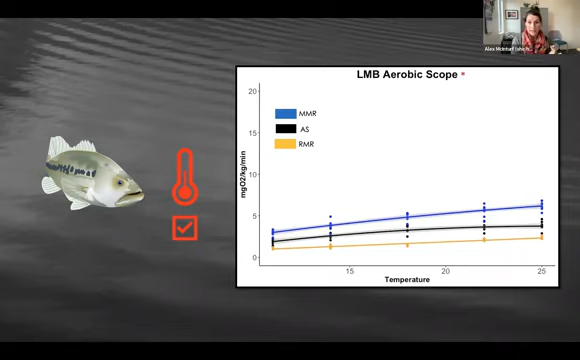 Alex McInturf (she/h...
LMB Aerobic Scope *
20
15
10
5
0
mgO2/kg/min
MMR
AS
RMR
15
20
25
Temperature